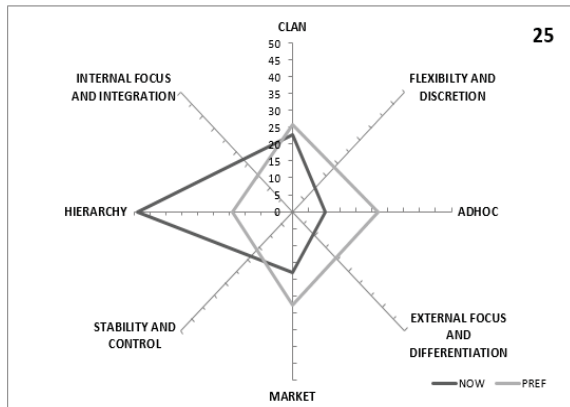 CLAN
25
50
45
40
35
30
25
20
15
10
5
0
INTERNAL FOCUS
AND INTEGRATION
FLEXIBILTY AND
DISCRETION
HIERARCHY
ADHOC
STABILITY AND
CONTROL
EXTERNAL FOCUS
AND
DIFFERENTIATION
NOW
PREF
MARKET